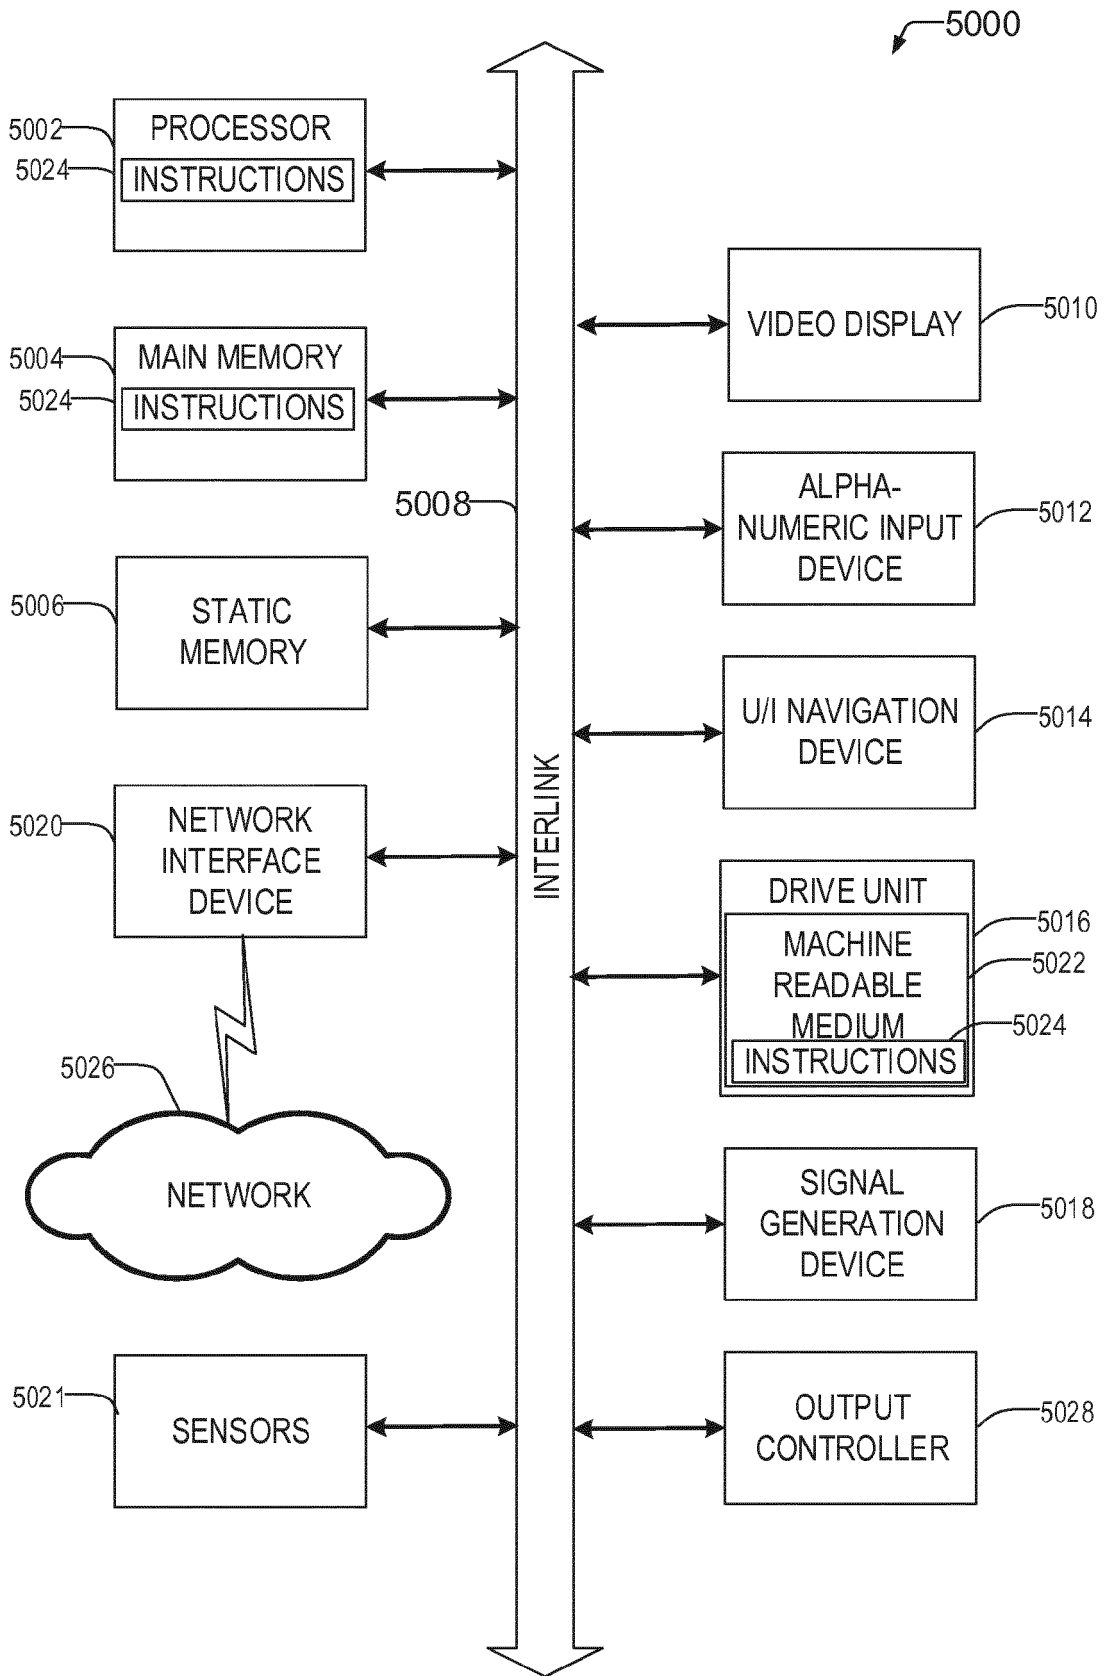 5000
5002
PROCESSOR
5024
INSTRUCTIONS
5004
MAIN MEMORY
5024
INSTRUCTIONS
5008
5006
STATIC
MEMORY
5020
NETWORK
INTERFACE
DEVICE
5026
NETWORK
5021
SENSORS
INTERLINK
VIDEO DISPLAY
5010
ALPHA-
NUMERIC INPUT
DEVICE
5012
U/I NAVIGATION
DEVICE
5014
DRIVE UNIT
5016
MACHINE
READABLE
MEDIUM
5022
5024
INSTRUCTIONS
SIGNAL
GENERATION
DEVICE
5018
OUTPUT
CONTROLLER
5028